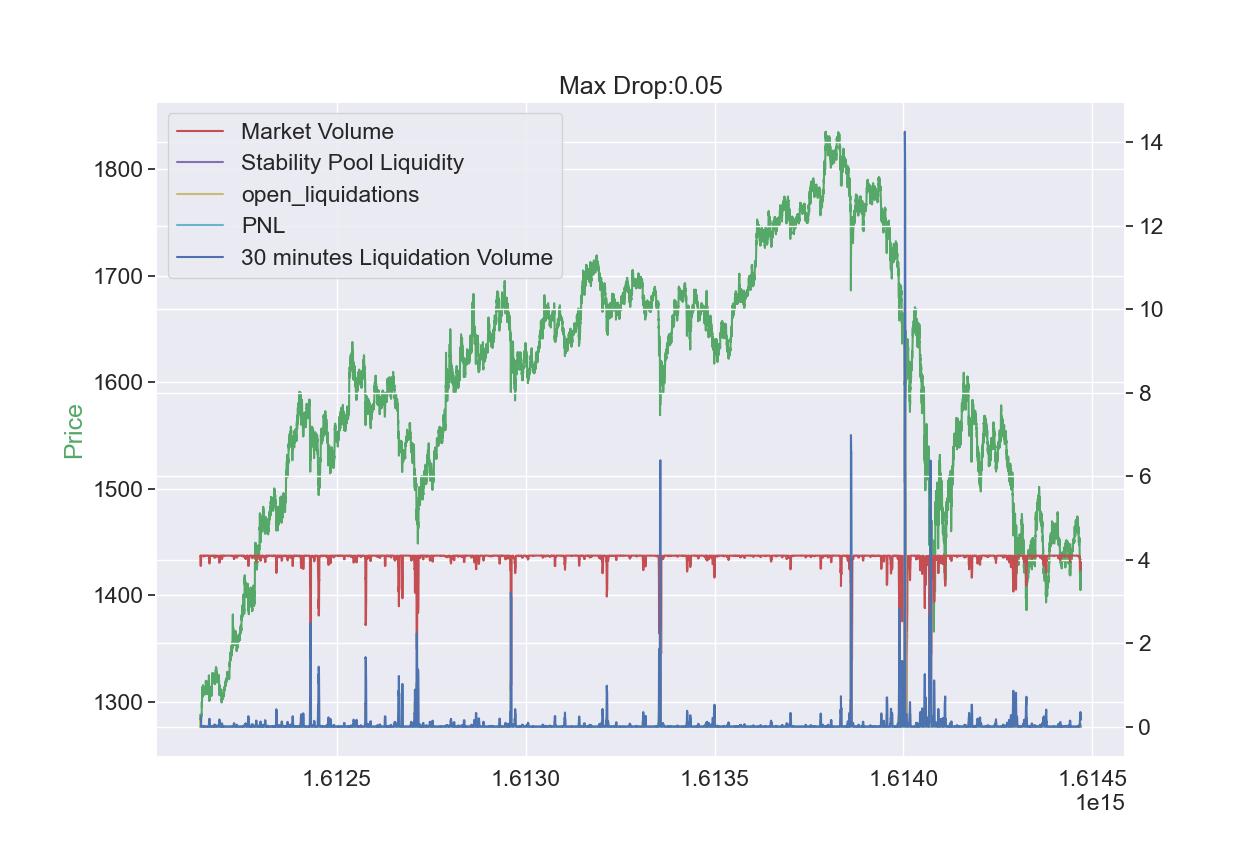 Max Drop:0.05
Market Volume
Stability Pool Liquidity
open_liquidations
PNL
30 minutes Liquidation Volume
Price
1800
1700
1600
1500
1400
1300
14
12
10
8
6
4
2
0
1.6125
1.6130
1.6135
1.6140
1.6145
1e15